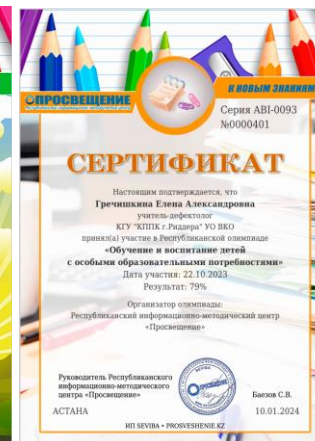 К НОВЫМ ЗНАНИЯМ
ПРОСВЕЩЕНИЕ
Серия ABI-0093
№0000401
СЕРТИФИКАТ
Настоящим подтверждается, что
Гречишкина Елена Александровна
учитель-дефектолог
КГУ "КППК г.Риддера" УО ВКО
принял(а) участие в Республиканской олимпиаде
«Обучение и воспитание детей
с особыми образовательными потребностями»
Дата участия: 22.10.2023
Результат: 79%
Организатор олимпиады:
Республиканский информационно-методический центр
«Просвещение»
Руководитель Республиканского
информационно-методического
центра «Просвещение»
Баезов С.В.
АСТАНА
10.01.2024
ИП SEVIBA • PROSVESHENIE.KZ